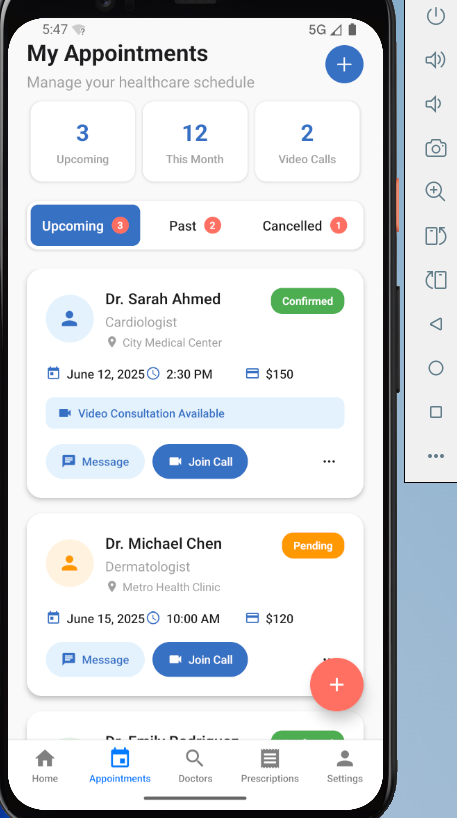 5:47
5G
My Appointments
Manage your healthcare schedule
3
12
2
Upcoming
This Month
Video Calls
Upcoming 3
Past 2
Cancelled 1
Dr. Sarah Ahmed
Confirmed
Cardiologist
City Medical Center
June 12, 2025 2:30 PM $150
Video Consultation Available
Message
Join Call
...
Dr. Michael Chen
Pending
Dermatologist
Metro Health Clinic
June 15, 2025 10:00 AM $120
Message
Join Call
Dr. Emily Rodriguez
Home
Appointments
Doctors
Prescriptions
Settings